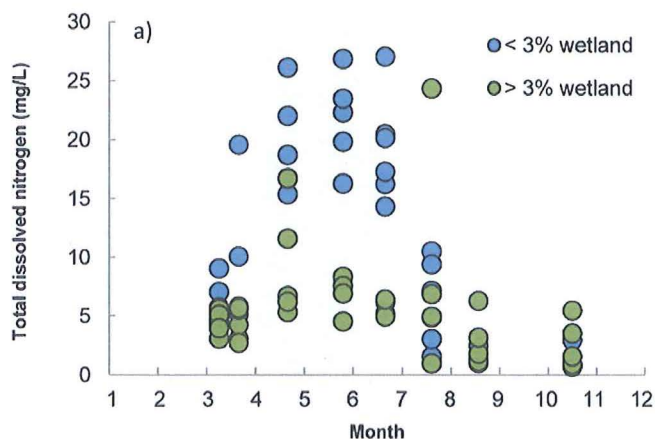 a)
< 3% wetland
> 3% wetland
Total dissolved nitrogen (mg/L)
30
25
20
15
10
5
0
1 2 3 4 5 6 7 8 9 10 11 12
Month